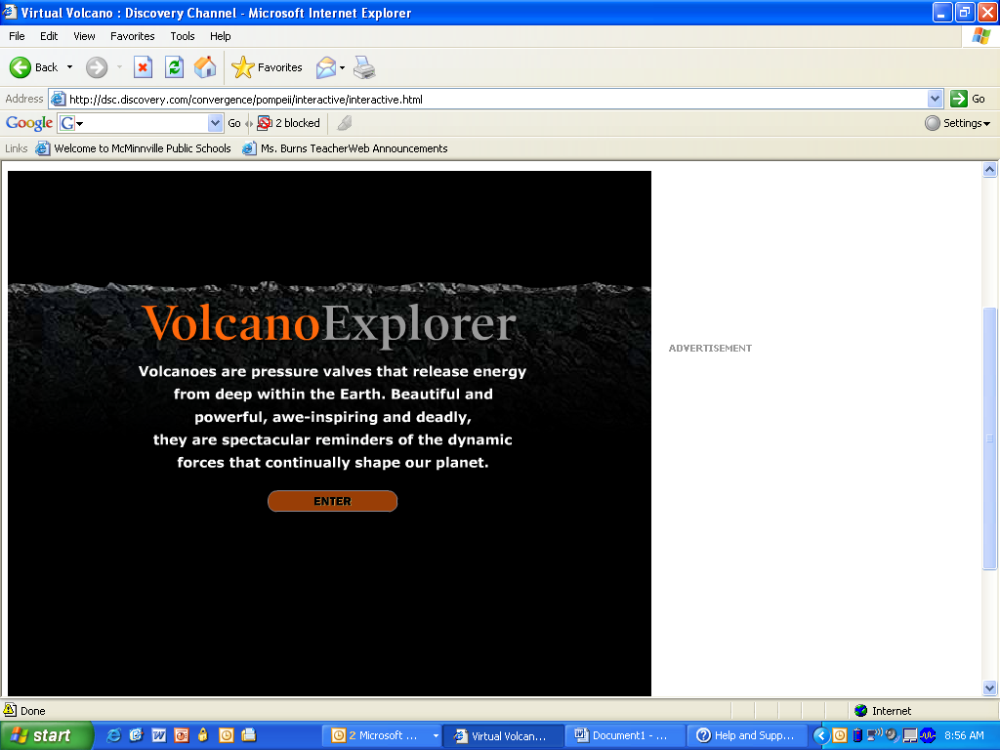 Virtual Volcano : Discovery Channel - Microsoft Internet Explorer
File Edit View Favorites Tools Help
Back Favorites
Address http://dsc.discovery.com/convergence/pompeii/interactive/interactive.html Go
Google G Go 2 blocked Settings
Links Welcome to McMinnville Public Schools Ms. Burns TeacherWeb Announcements
VolcanoExplorer
ADVERTISEMENT
Volcanoes are pressure valves that release energy
from deep within the Earth. Beautiful and
powerful, awe-inspiring and deadly,
they are spectacular reminders of the dynamic
forces that continually shape our planet.
ENTER
Done Internet
start 2 Microsoft ... Virtual Volcan... Document1 - ... Help and Supp... 8:56 AM